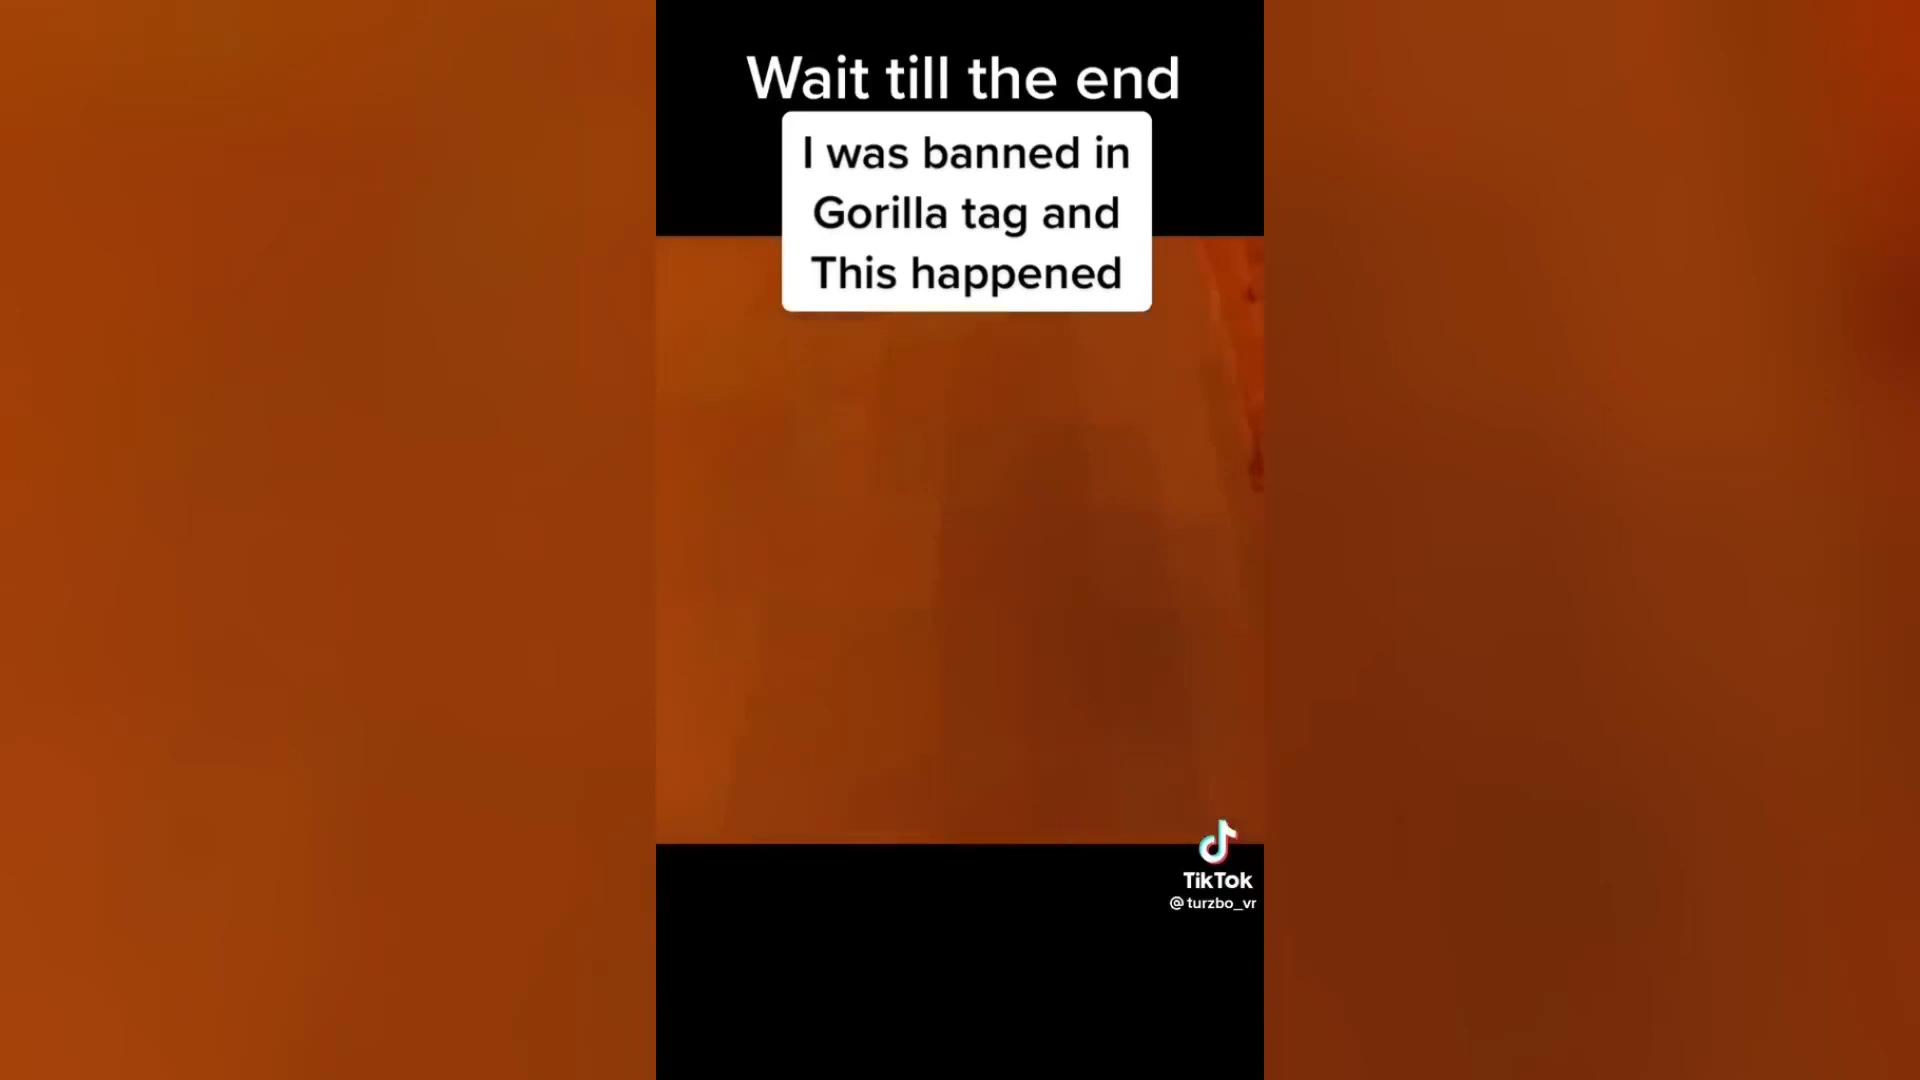 Wait till the end
I was banned in
Gorilla tag and
This happened
TikTok
@turzbo_vr